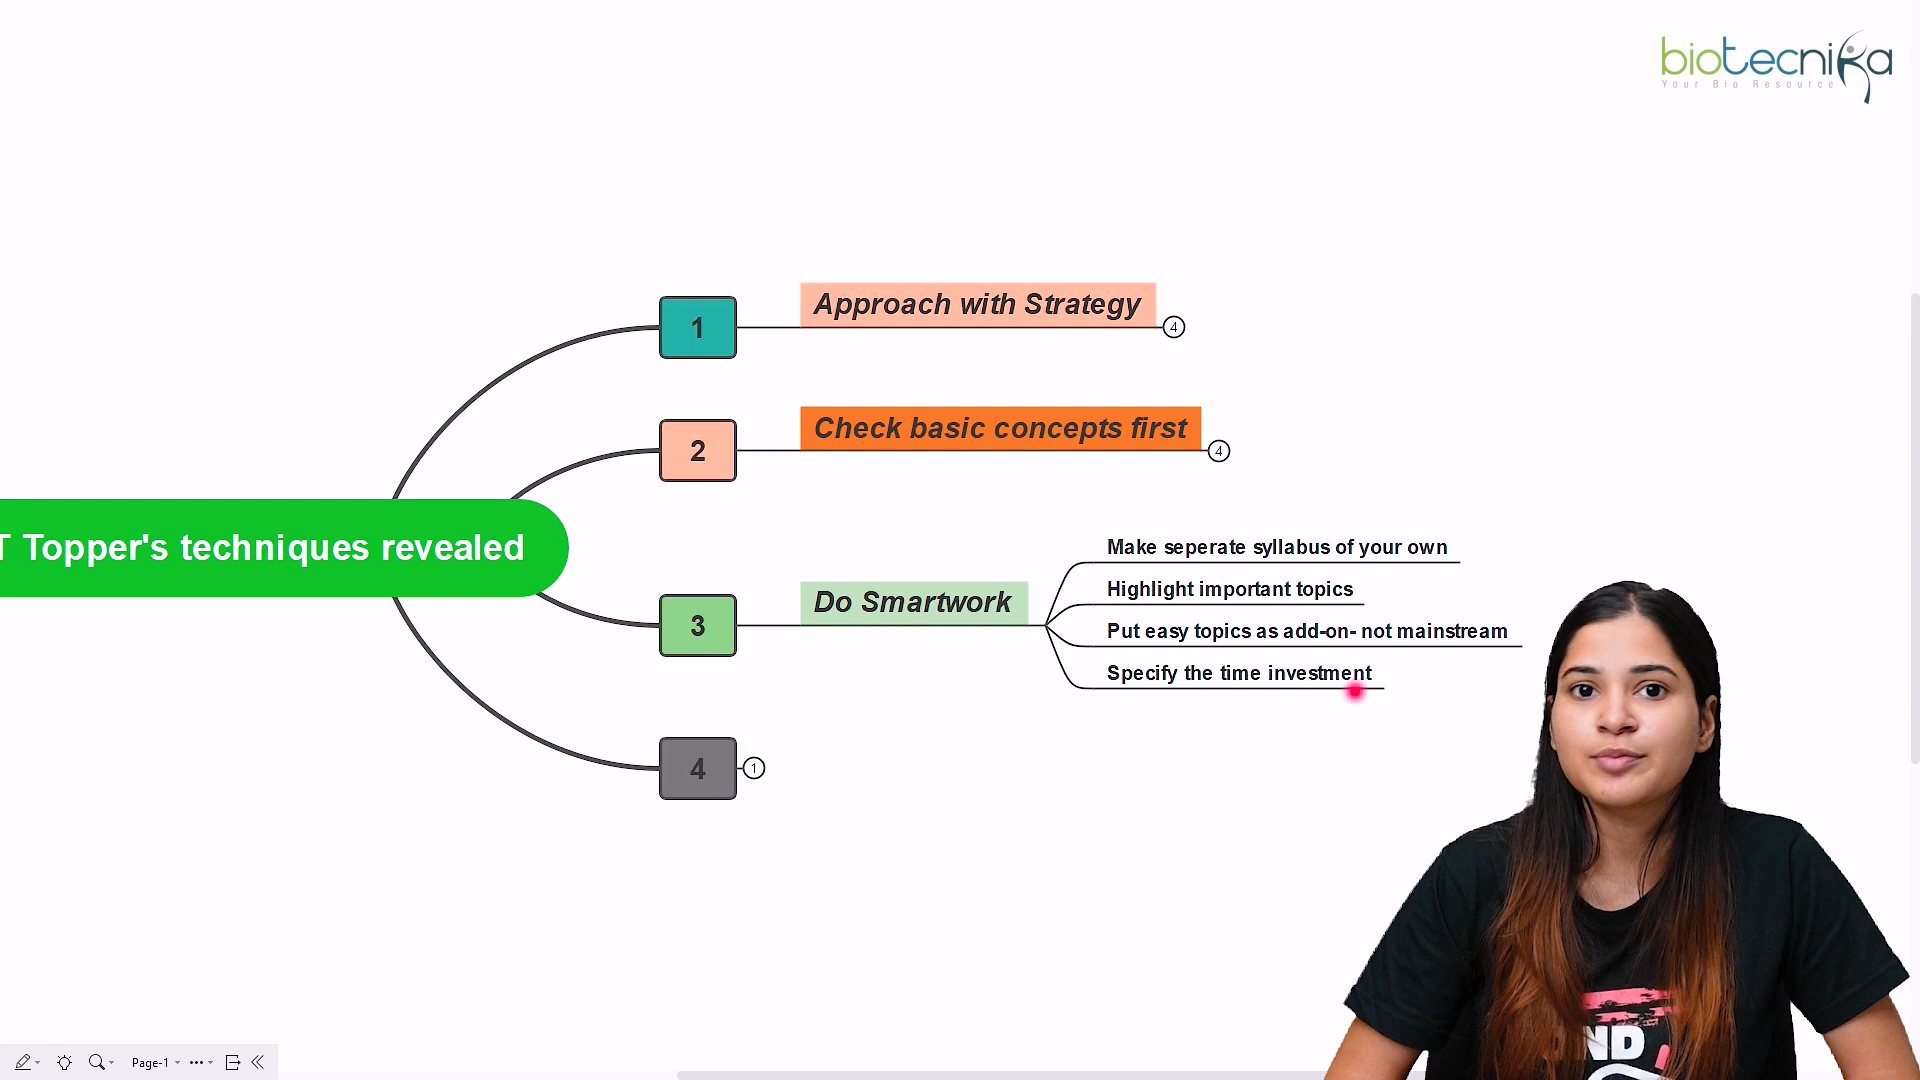 biotecnika
Your Bio Resource
1
Approach with Strategy
4
2
Check basic concepts first
4
T Topper's techniques revealed
3
Do Smartwork
Make seperate syllabus of your own
Highlight important topics
Put easy topics as add-on- not mainstream
Specify the time investment
4
1
Page-1